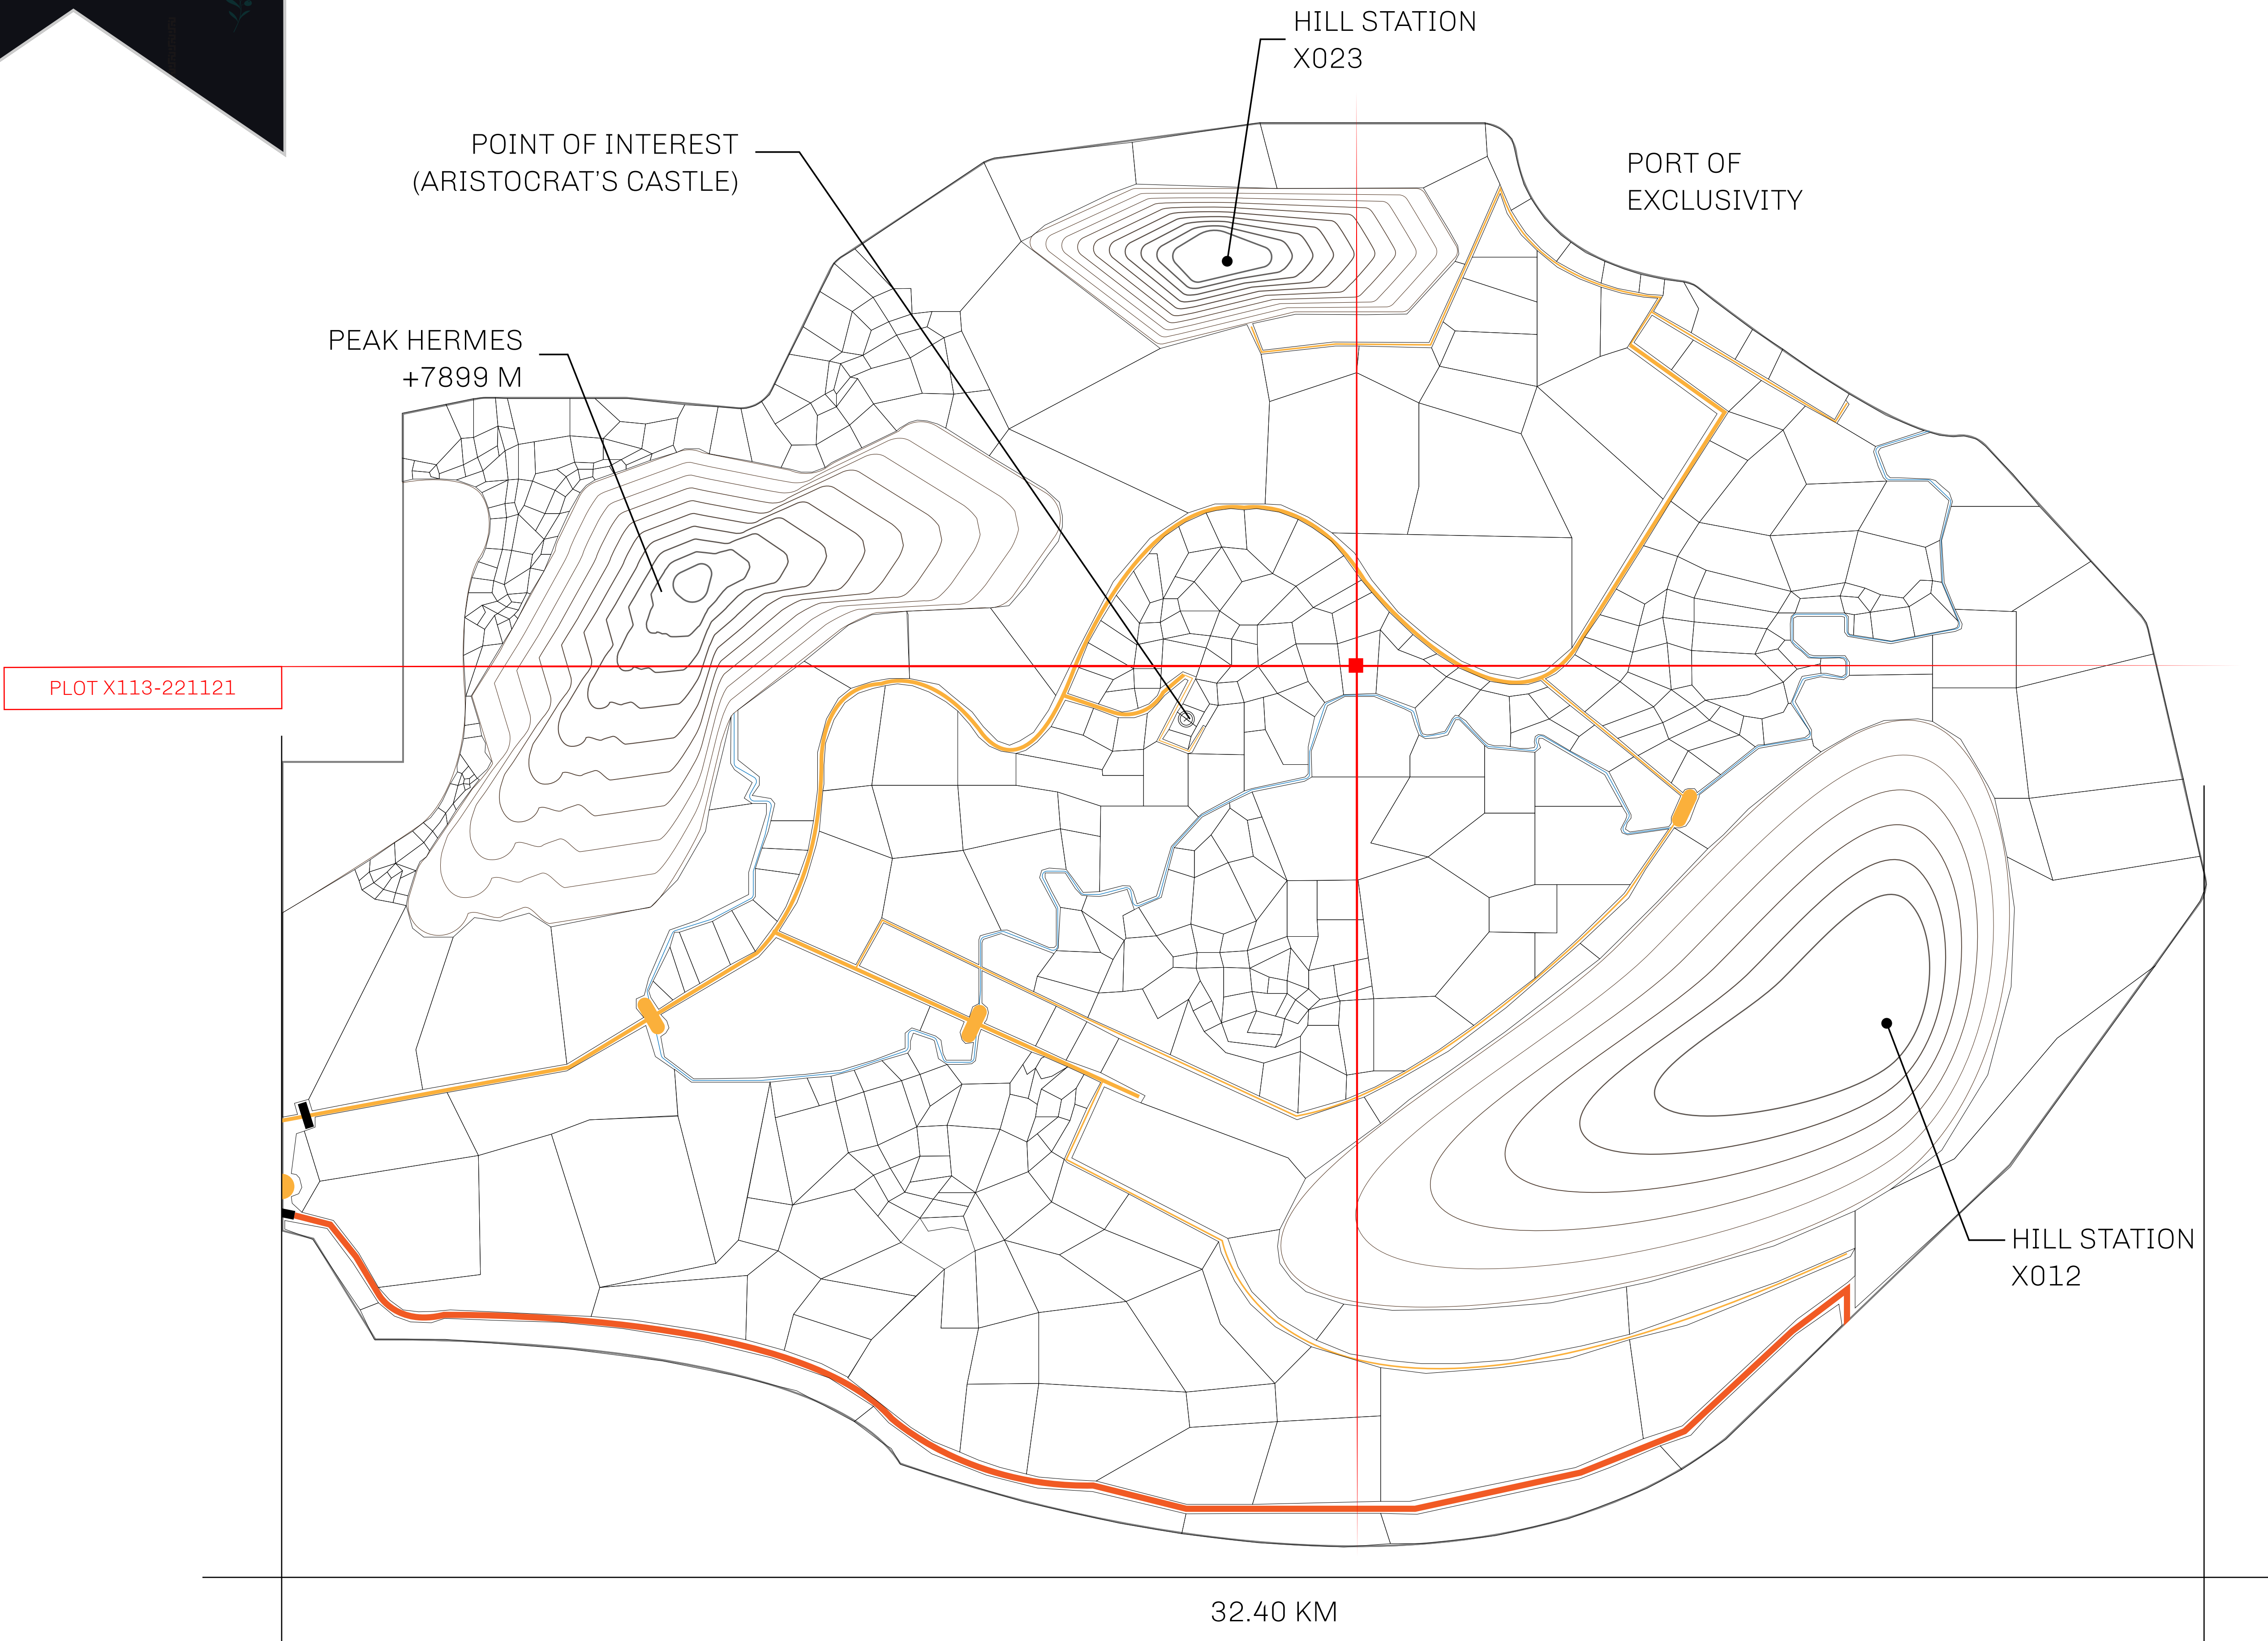 HILL STATION
X023
POINT OF INTEREST
(ARISTOCRAT'S CASTLE)
PORT OF
EXCLUSIVITY
PEAK HERMES
+7899 M
PLOT X113-221121
HILL STATION
X012
32.40 KM